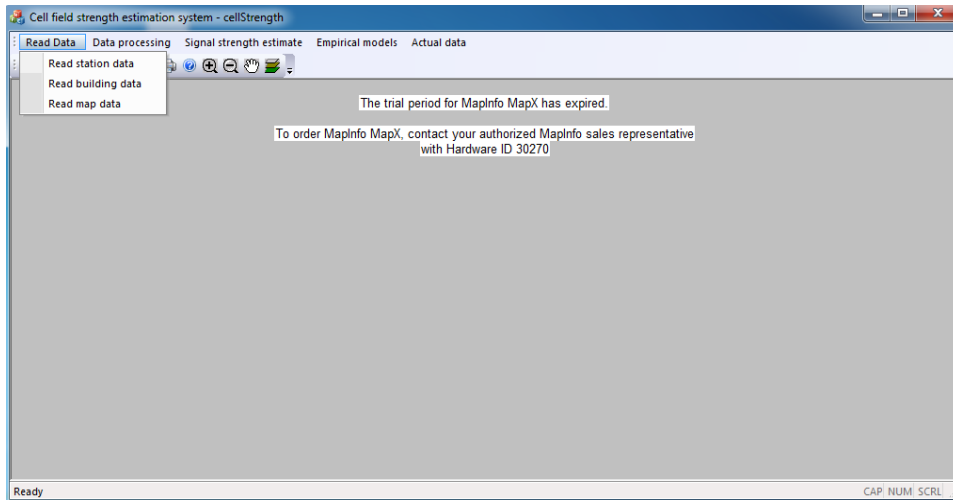 Cell field strength estimation system - cellStrength
Read Data Data processing Signal strength estimate Empirical models Actual data
Read station data
Read building data
Read map data
The trial period for MapInfo MapX has expired.
To order MapInfo MapX, contact your authorized MapInfo sales representative
with Hardware ID 30270
Ready CAP NUM SCRL